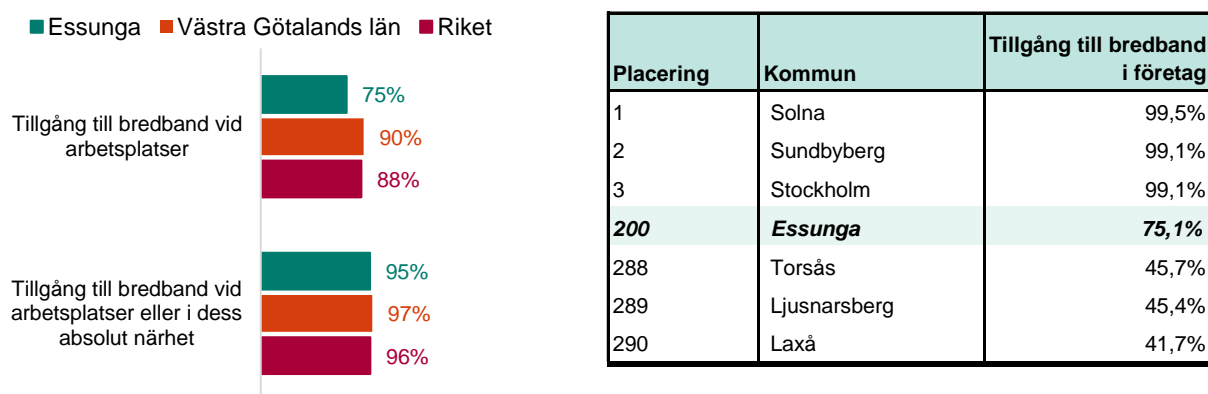 Essunga Västra Götalands län Riket
Tillgång till bredband vid
arbetsplatser
75%
90%
88%
Tillgång till bredband vid
arbetsplatser eller i dess
absolut närhet
95%
97%
96%
Placering Kommun Tillgång till bredband i företag
1 Solna 99,5%
2 Sundbyberg 99,1%
3 Stockholm 99,1%
200 Essunga 75,1%
288 Torsås 45,7%
289 Ljusnarsberg 45,4%
290 Laxå 41,7%